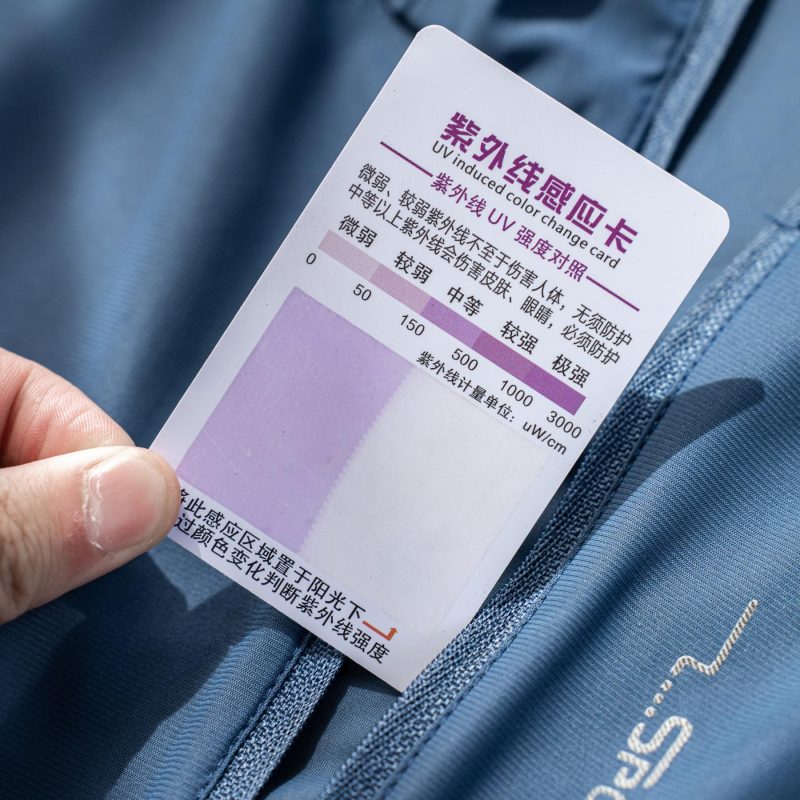 紫外线感应卡
UV induced color change card
紫外线 UV 强度对照
微弱、较弱紫外线不至于伤害人体，无须防护
中等以上紫外线会伤害皮肤、眼睛，必须防护
微弱 较弱 中等 较强 极强
0 50 150 500 1000 3000
紫外线计量单位：uW/cm
将此感应区域置于阳光下
过颜色变化判断紫外线强度
SPO